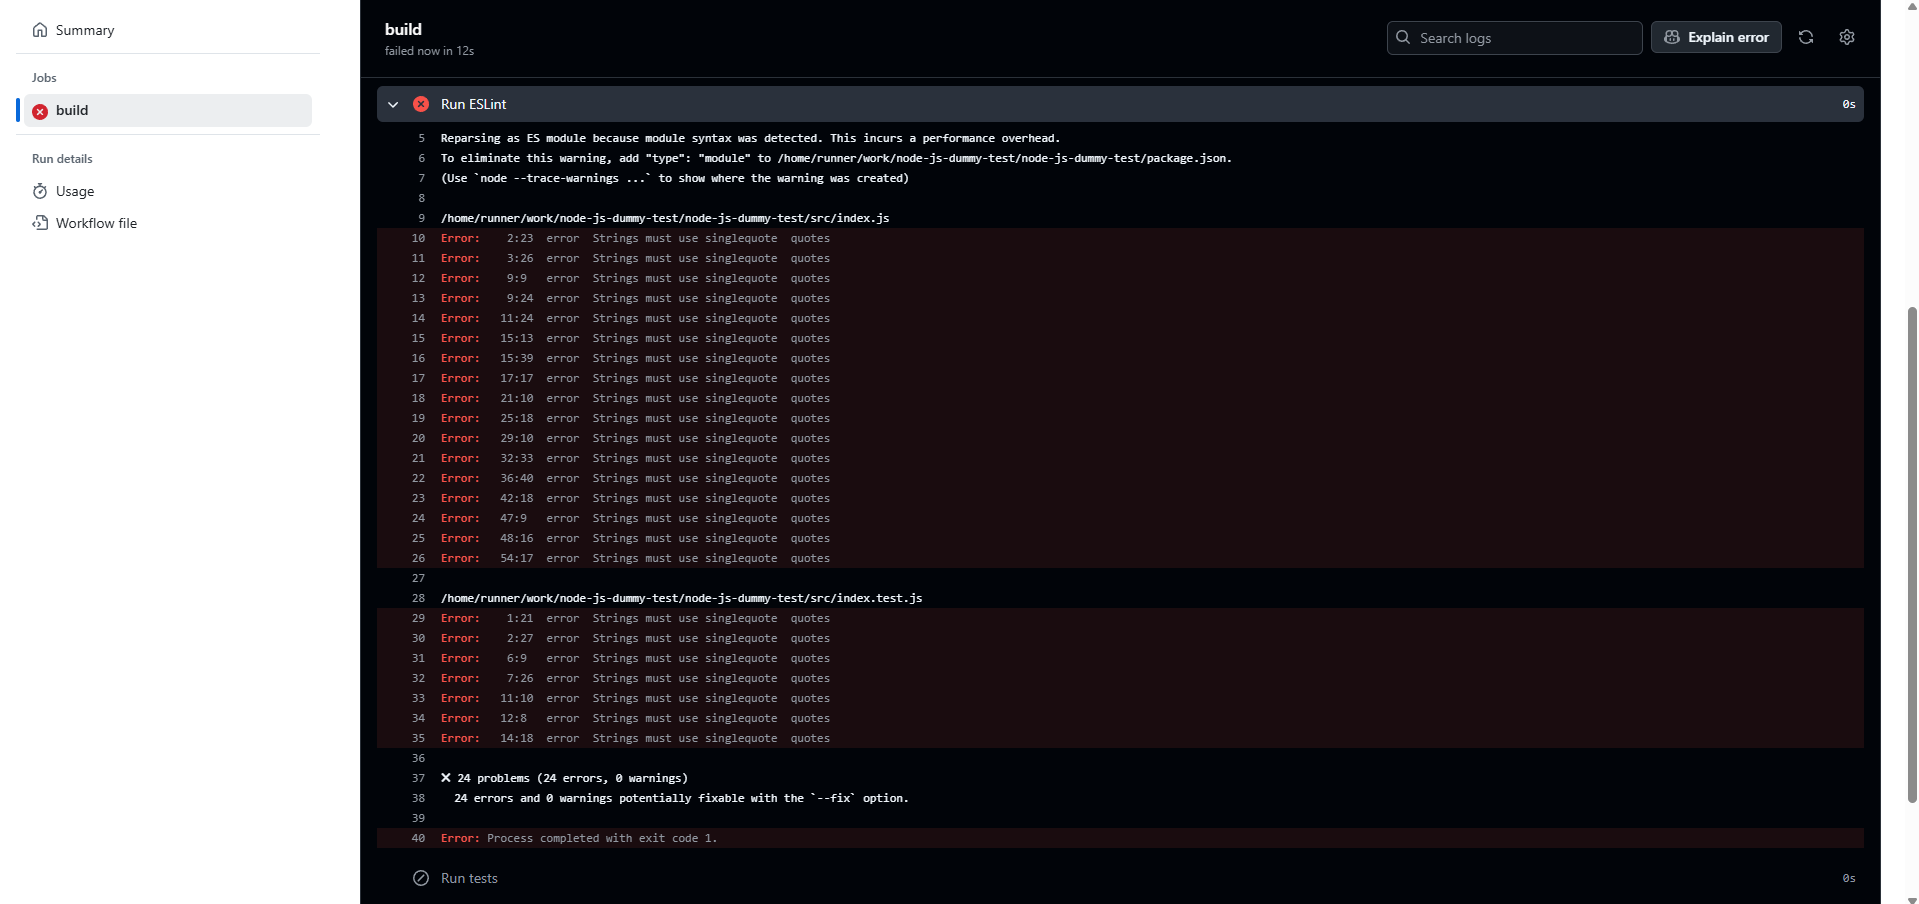 Summary
Jobs
build
Run details
Usage
Workflow file
build
failed now in 12s
Search logs
Explain error
Run ESLint 0s
5 Reparsing as ES module because module syntax was detected. This incurs a performance overhead.
6 To eliminate this warning, add "type": "module" to /home/runner/work/node-js-dummy-test/node-js-dummy-test/package.json.
7 (Use `node --trace-warnings ...` to show where the warning was created)
8
9 /home/runner/work/node-js-dummy-test/node-js-dummy-test/src/index.js
10 Error: 2:23 error Strings must use singlequote quotes
11 Error: 3:26 error Strings must use singlequote quotes
12 Error: 9:9 error Strings must use singlequote quotes
13 Error: 9:24 error Strings must use singlequote quotes
14 Error: 11:24 error Strings must use singlequote quotes
15 Error: 15:13 error Strings must use singlequote quotes
16 Error: 15:39 error Strings must use singlequote quotes
17 Error: 17:17 error Strings must use singlequote quotes
18 Error: 21:10 error Strings must use singlequote quotes
19 Error: 25:18 error Strings must use singlequote quotes
20 Error: 29:10 error Strings must use singlequote quotes
21 Error: 32:33 error Strings must use singlequote quotes
22 Error: 36:40 error Strings must use singlequote quotes
23 Error: 42:18 error Strings must use singlequote quotes
24 Error: 47:9 error Strings must use singlequote quotes
25 Error: 48:16 error Strings must use singlequote quotes
26 Error: 54:17 error Strings must use singlequote quotes
27
28 /home/runner/work/node-js-dummy-test/node-js-dummy-test/src/index.test.js
29 Error: 1:21 error Strings must use singlequote quotes
30 Error: 2:27 error Strings must use singlequote quotes
31 Error: 6:9 error Strings must use singlequote quotes
32 Error: 7:26 error Strings must use singlequote quotes
33 Error: 11:10 error Strings must use singlequote quotes
34 Error: 12:8 error Strings must use singlequote quotes
35 Error: 14:18 error Strings must use singlequote quotes
36
37 ✖ 24 problems (24 errors, 0 warnings)
38 24 errors and 0 warnings potentially fixable with the `--fix` option.
39
40 Error: Process completed with exit code 1.
Run tests 0s